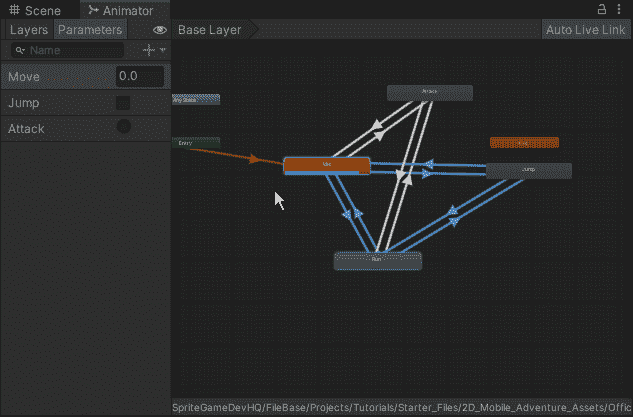 Scene Animator
Layers Parameters Base Layer Auto Live Link
Name
Move 0.0
Jump
Attack
Any State
Entry
Attack
Jump
Run
SpriteGameDevHQ/FileBase/Projects/Tutorials/Starter_Files/2D_Mobile_Adventure_Assets/Offic